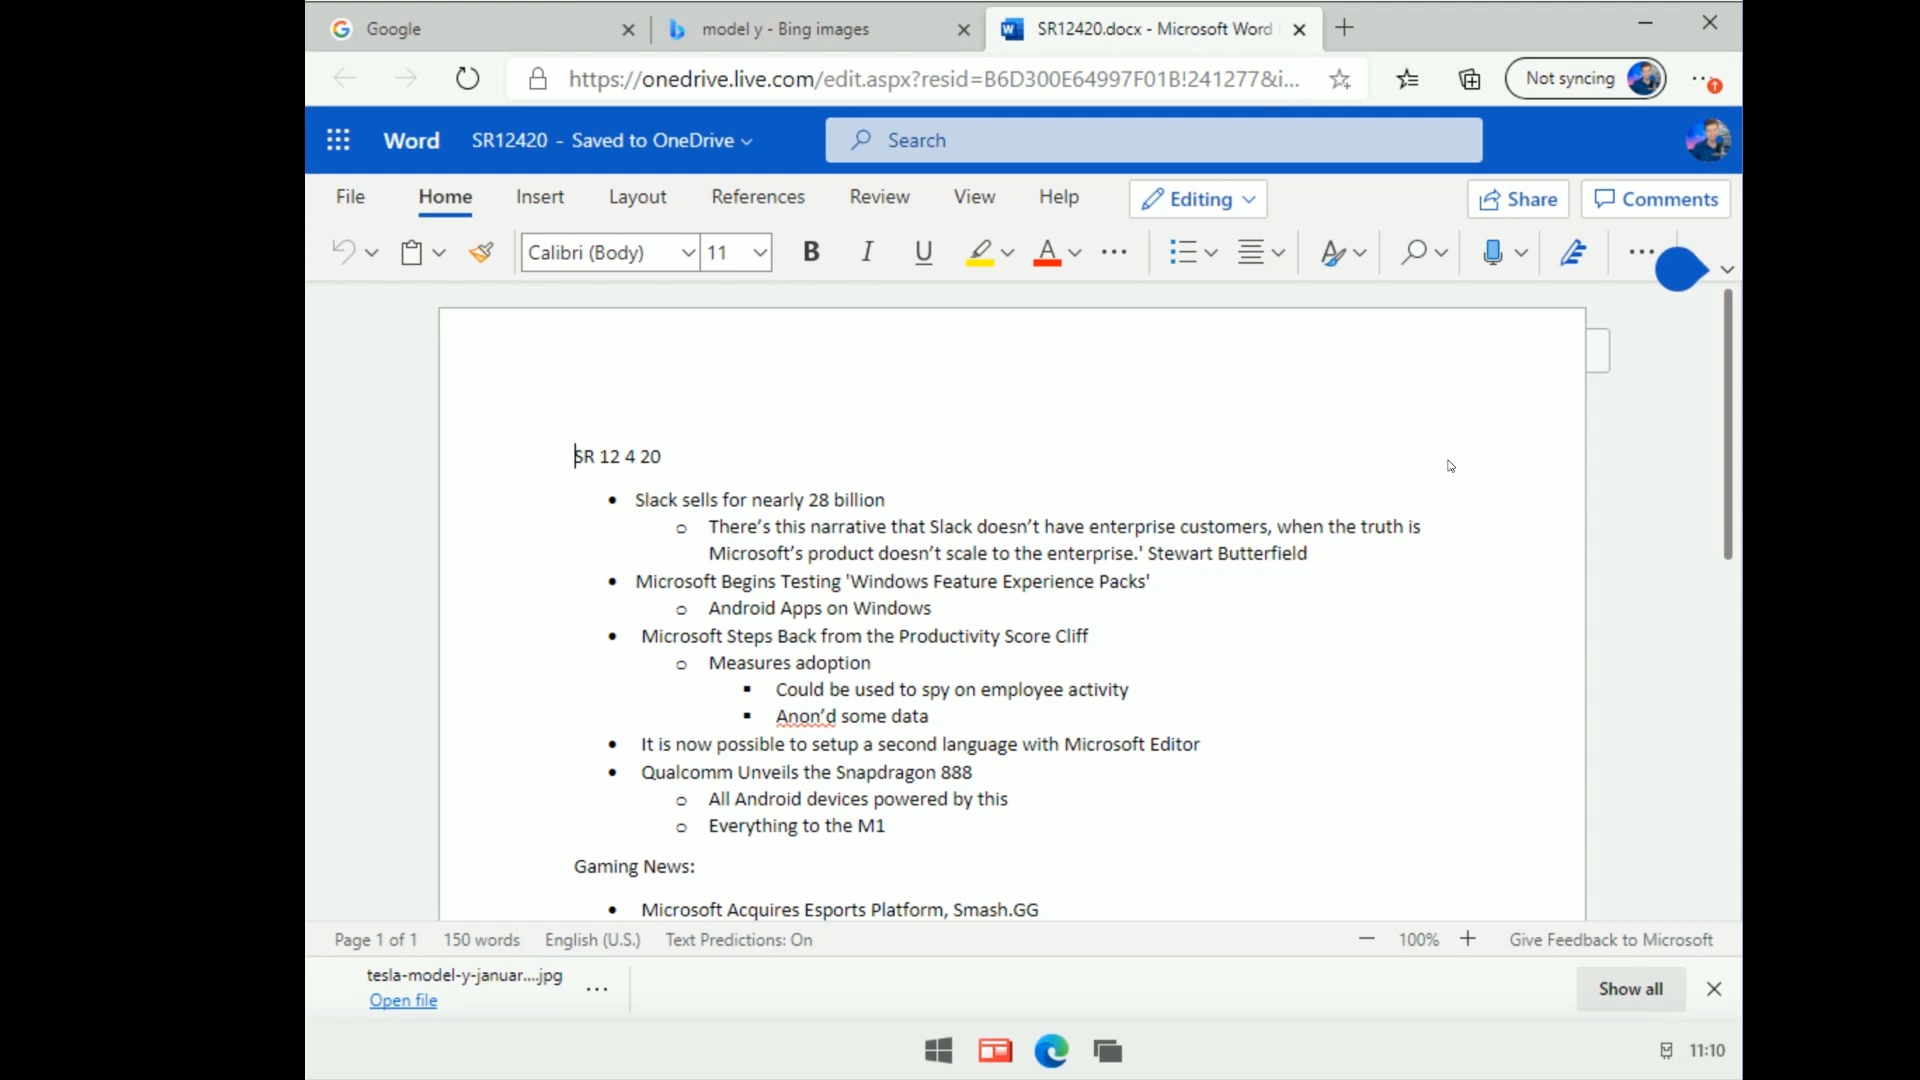 Google
model y - Bing images
SR12420.docx - Microsoft Word
https://onedrive.live.com/edit.aspx?resid=B6D300E64997F01B!241277&i...
Not syncing
Word
SR12420 - Saved to OneDrive
Search
File Home Insert Layout References Review View Help Editing Share Comments
Calibri (Body) 11 B I U A
SR 12 4 20
• Slack sells for nearly 28 billion
o There’s this narrative that Slack doesn’t have enterprise customers, when the truth is
Microsoft’s product doesn’t scale to the enterprise.' Stewart Butterfield
• Microsoft Begins Testing 'Windows Feature Experience Packs'
o Android Apps on Windows
• Microsoft Steps Back from the Productivity Score Cliff
o Measures adoption
▪ Could be used to spy on employee activity
▪ Anon’d some data
• It is now possible to setup a second language with Microsoft Editor
• Qualcomm Unveils the Snapdragon 888
o All Android devices powered by this
o Everything to the M1
Gaming News:
• Microsoft Acquires Esports Platform, Smash.GG
Page 1 of 1 150 words English (U.S.) Text Predictions: On 100% Give Feedback to Microsoft
tesla-model-y-januar....jpg
Open file
Show all
11:10